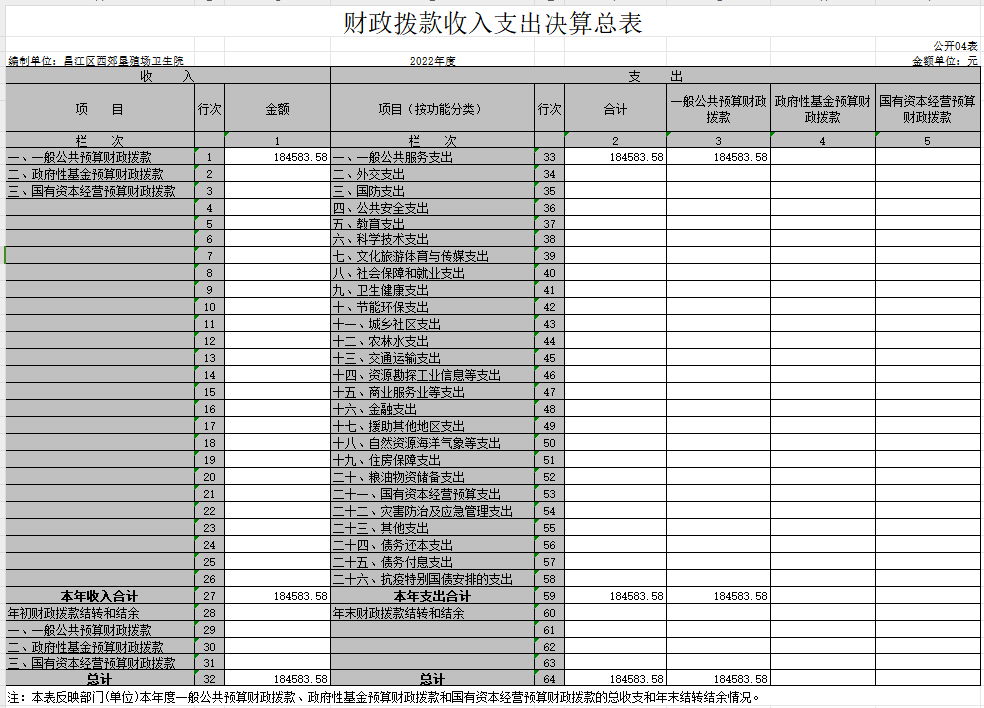 财政拨款收入支出决算总表
公开04表
编制单位：昌江区西郊垦殖场卫生院 2022年度 金额单位：元
收 入 支 出
项 目 行次 金额 项目（按功能分类） 行次 合计 一般公共预算财政拨款 政府性基金预算财政拨款 国有资本经营预算财政拨款
栏 次 1 栏 次 2 3 4 5
一、一般公共预算财政拨款 1 184583.58 一、一般公共服务支出 33 184583.58 184583.58
二、政府性基金预算财政拨款 2 二、外交支出 34
三、国有资本经营预算财政拨款 3 三、国防支出 35
4 四、公共安全支出 36
5 五、教育支出 37
6 六、科学技术支出 38
7 七、文化旅游体育与传媒支出 39
8 八、社会保障和就业支出 40
9 九、卫生健康支出 41
10 十、节能环保支出 42
11 十一、城乡社区支出 43
12 十二、农林水支出 44
13 十三、交通运输支出 45
14 十四、资源勘探工业信息等支出 46
15 十五、商业服务业等支出 47
16 十六、金融支出 48
17 十七、援助其他地区支出 49
18 十八、自然资源海洋气象等支出 50
19 十九、住房保障支出 51
20 二十、粮油物资储备支出 52
21 二十一、国有资本经营预算支出 53
22 二十二、灾害防治及应急管理支出 54
23 二十三、其他支出 55
24 二十四、债务还本支出 56
25 二十五、债务付息支出 57
26 二十六、抗疫特别国债安排的支出 58
本年收入合计 27 184583.58 本年支出合计 59 184583.58 184583.58
年初财政拨款结转和结余 28 年末财政拨款结转和结余 60
一、一般公共预算财政拨款 29 61
二、政府性基金预算财政拨款 30 62
三、国有资本经营预算财政拨款 31 63
总计 32 184583.58 总计 64 184583.58 184583.58
注：本表反映部门(单位)本年度一般公共预算财政拨款、政府性基金预算财政拨款和国有资本经营预算财政拨款的总收支和年末结转结余情况。